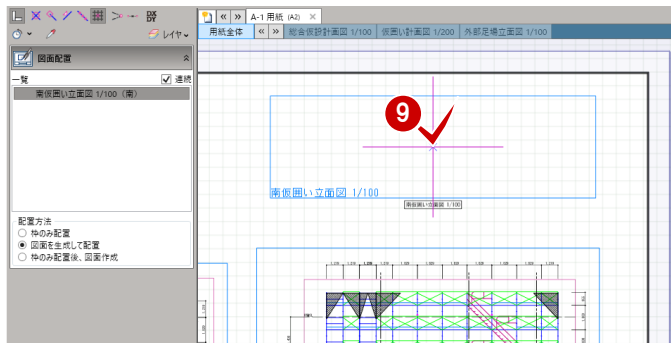 DX
DY
レイヤ
図面配置
一覧
連続
南仮囲い立面図 1/100（南）
配置方法
枠のみ配置
図面を生成して配置
枠のみ配置後、図面作成
A-1 用紙 (A2)
用紙全体
総合仮設計画図 1/100
仮囲い計画図 1/200
外部足場立面図 1/100
9
南仮囲い立面図 1/100
南仮囲い立面図 1/100